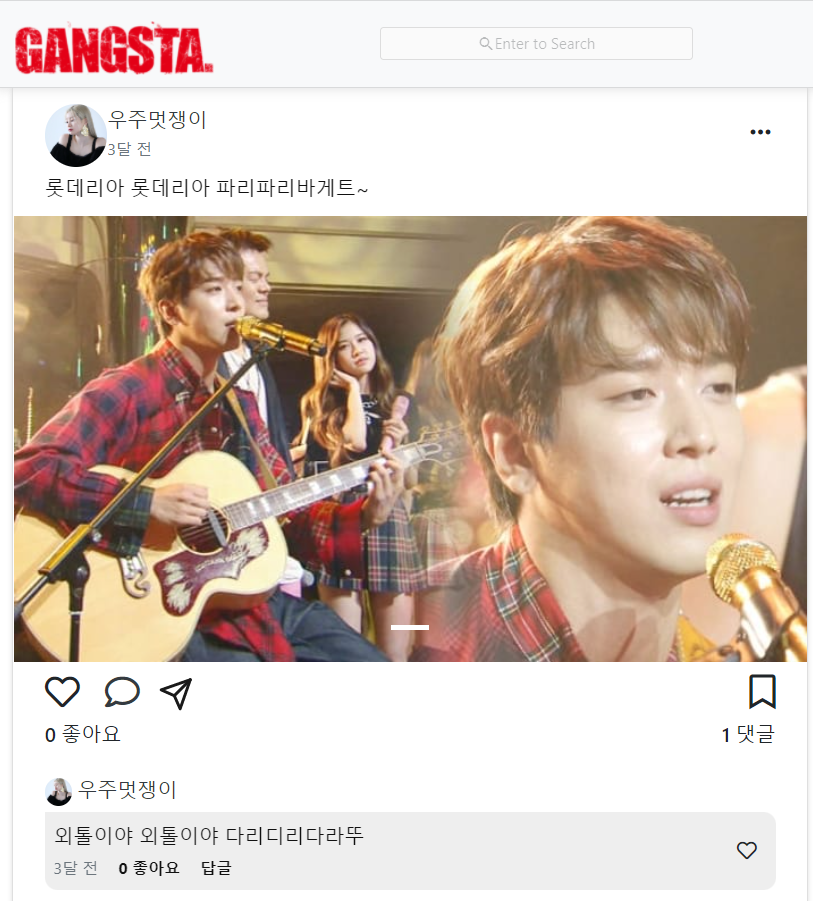 GANGSTA.
Enter to Search
우주멋쟁이
3달 전
롯데리아 롯데리아 파리파리바게트~
0 좋아요
1 댓글
우주멋쟁이
외톨이야 외톨이야 다리디리다라뚜
3달 전 0 좋아요 답글